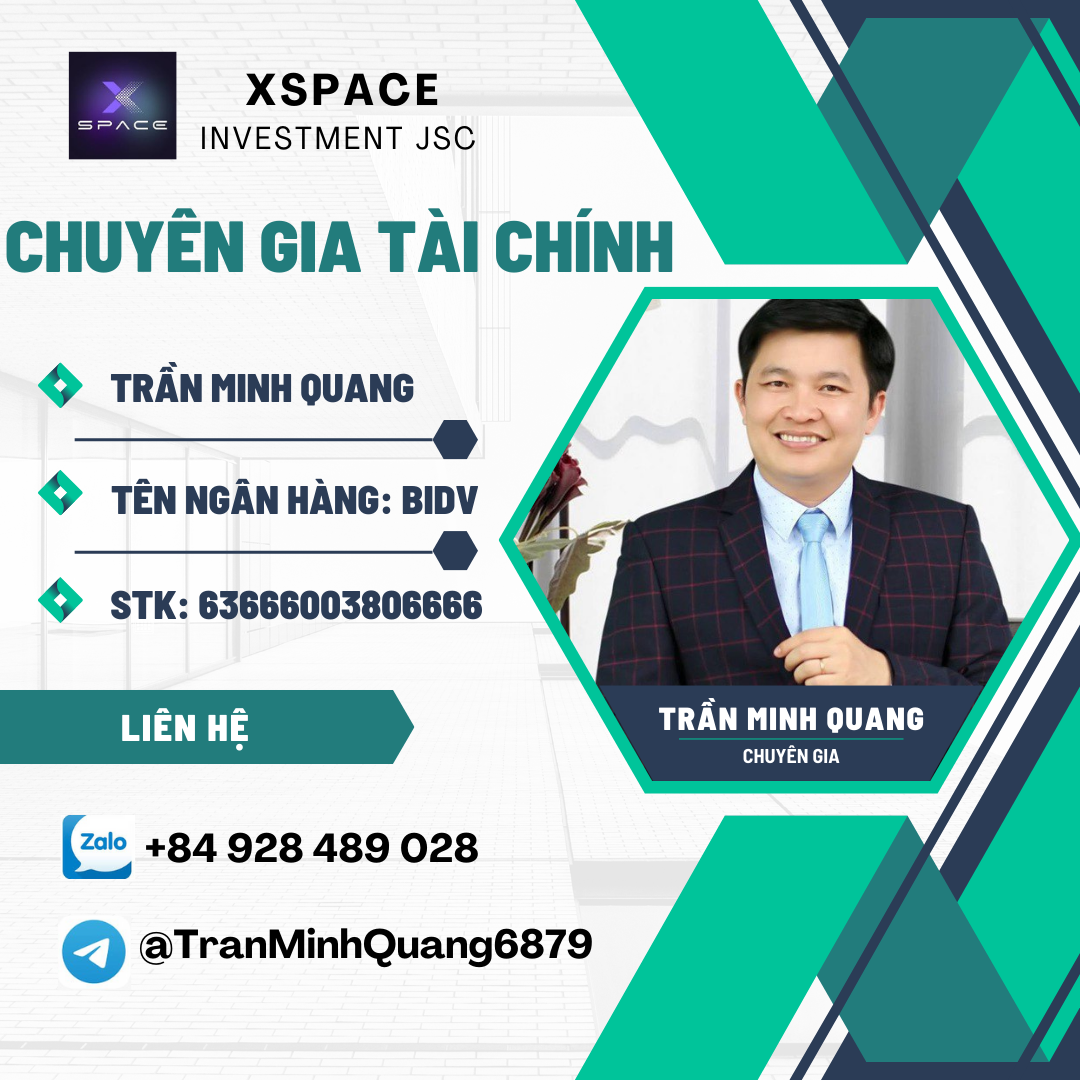 X
SPACE
XSPACE
INVESTMENT JSC
CHUYÊN GIA TÀI CHÍNH
TRẦN MINH QUANG
TÊN NGÂN HÀNG: BIDV
STK: 63666003806666
TRẦN MINH QUANG
CHUYÊN GIA
LIÊN HỆ
Zalo +84 928 489 028
@TranMinhQuang6879